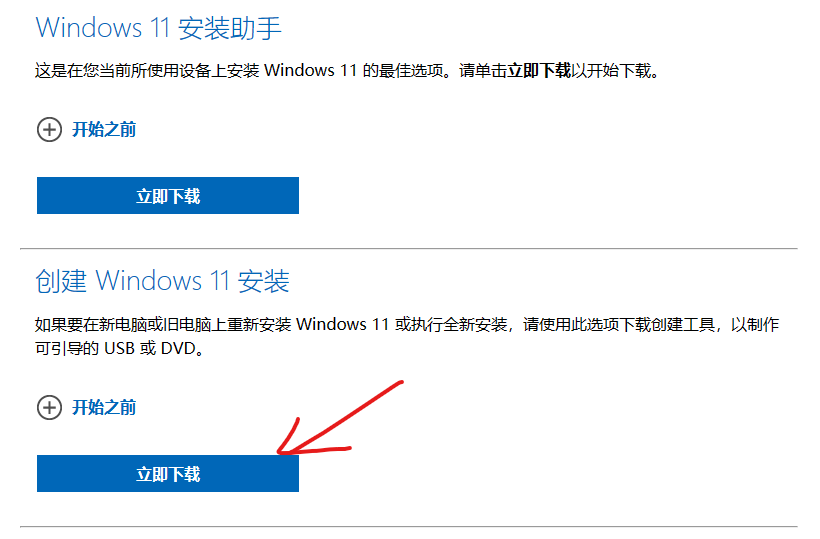 Windows 11 安装助手
这是在您当前所使用设备上安装 Windows 11 的最佳选项。请单击立即下载以开始下载。
开始之前
立即下载
创建 Windows 11 安装
如果要在新电脑或旧电脑上重新安装 Windows 11 或执行全新安装，请使用此选项下载创建工具，以制作
可引导的 USB 或 DVD。
开始之前
立即下载